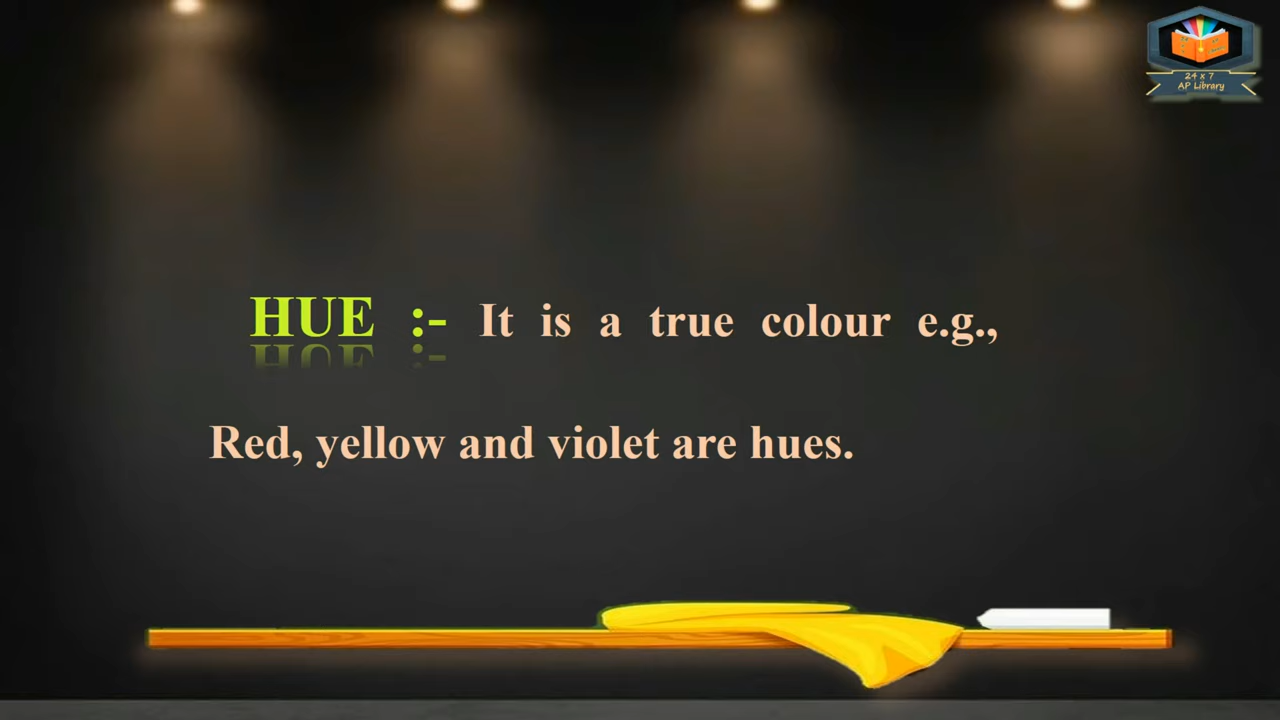 24 x 7
AP Library
HUE :- It is a true colour e.g.,
Red, yellow and violet are hues.